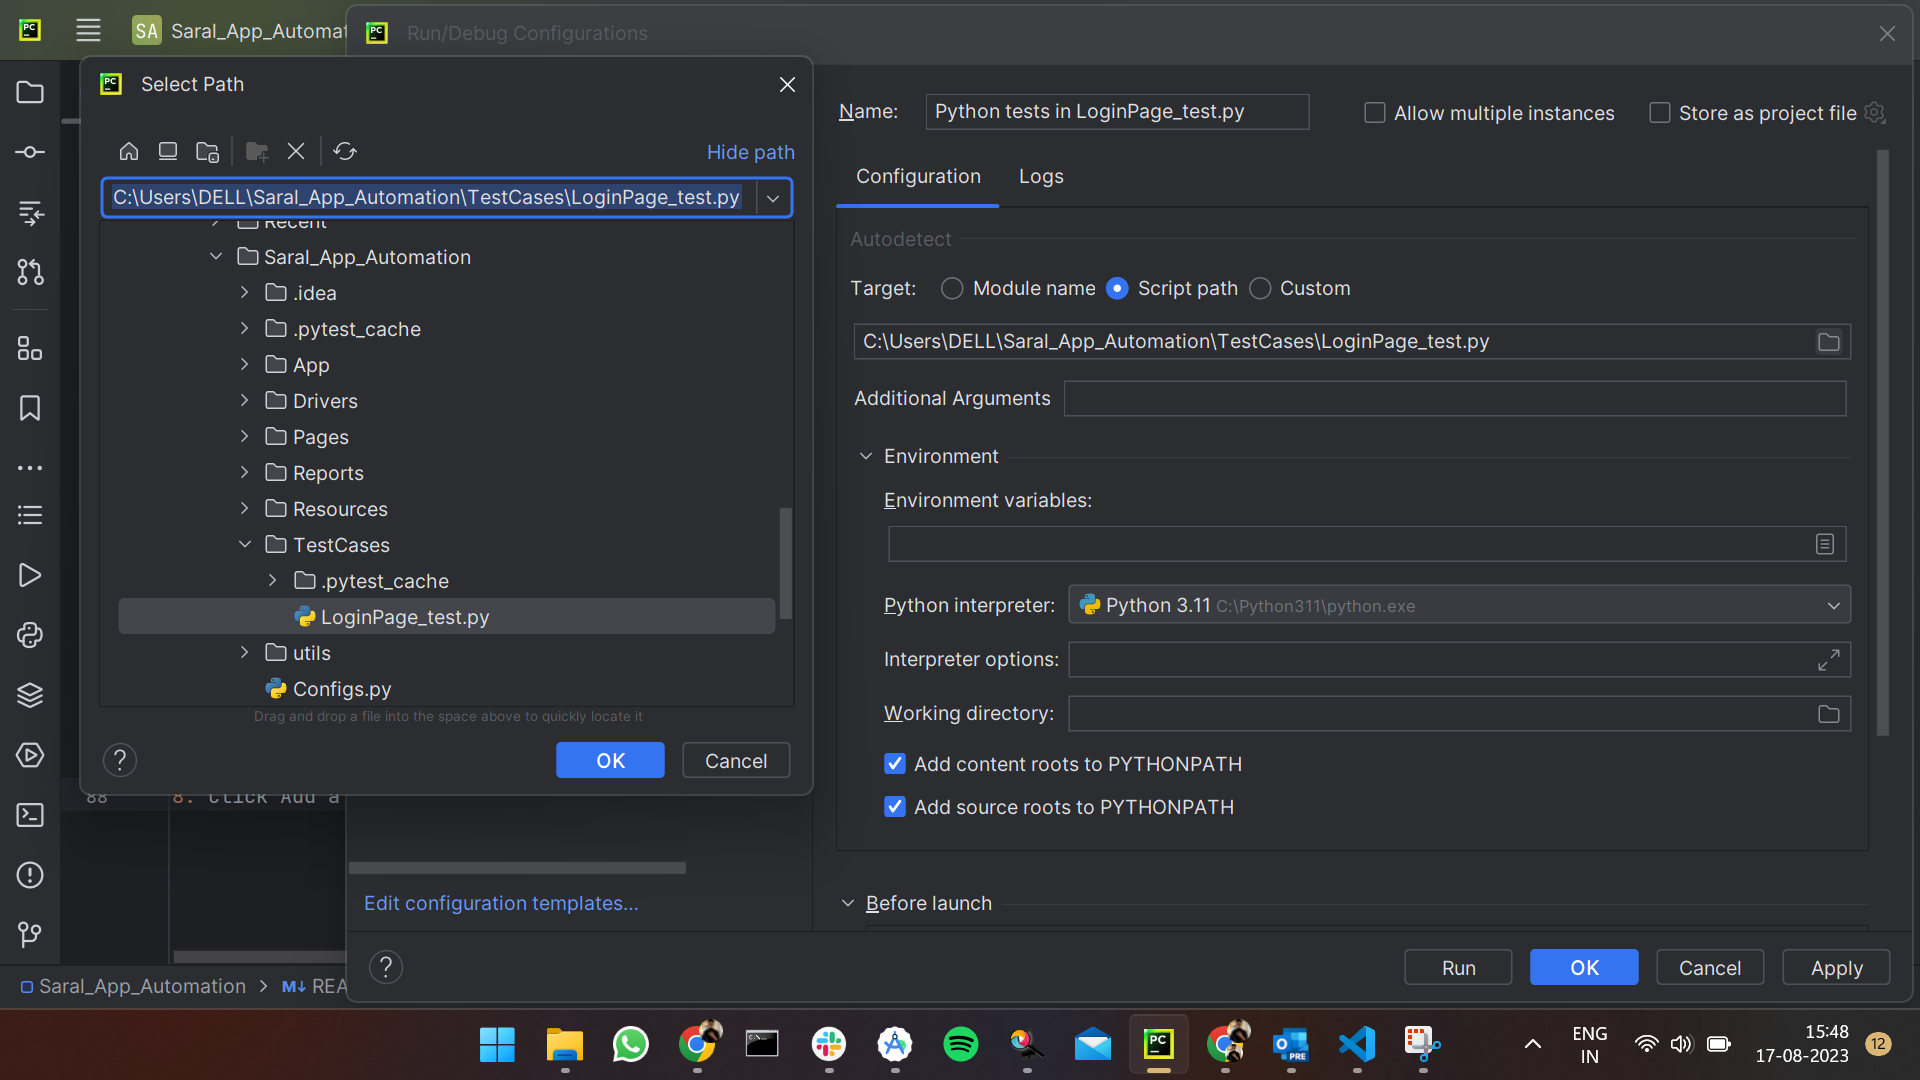 PC
SA Saral_App_Automat
PC
Run/Debug Configurations
PC
Select Path
Hide path
C:\Users\DELL\Saral_App_Automation\TestCases\LoginPage_test.py
Recent
Saral_App_Automation
.idea
.pytest_cache
App
Drivers
Pages
Reports
Resources
TestCases
.pytest_cache
LoginPage_test.py
utils
Configs.py
Drag and drop a file into the space above to quickly locate it
?
OK
Cancel
88
8. Click Add a
Edit configuration templates...
Name:
Python tests in LoginPage_test.py
Allow multiple instances
Store as project file
Configuration
Logs
Autodetect
Target:
Module name
Script path
Custom
C:\Users\DELL\Saral_App_Automation\TestCases\LoginPage_test.py
Additional Arguments
Environment
Environment variables:
Python interpreter:
Python 3.11 C:\Python311\python.exe
Interpreter options:
Working directory:
Add content roots to PYTHONPATH
Add source roots to PYTHONPATH
Before launch
?
Run
OK
Cancel
Apply
Saral_App_Automation > M↓ REA
PC
PRE
ENG
IN
15:48
17-08-2023
12